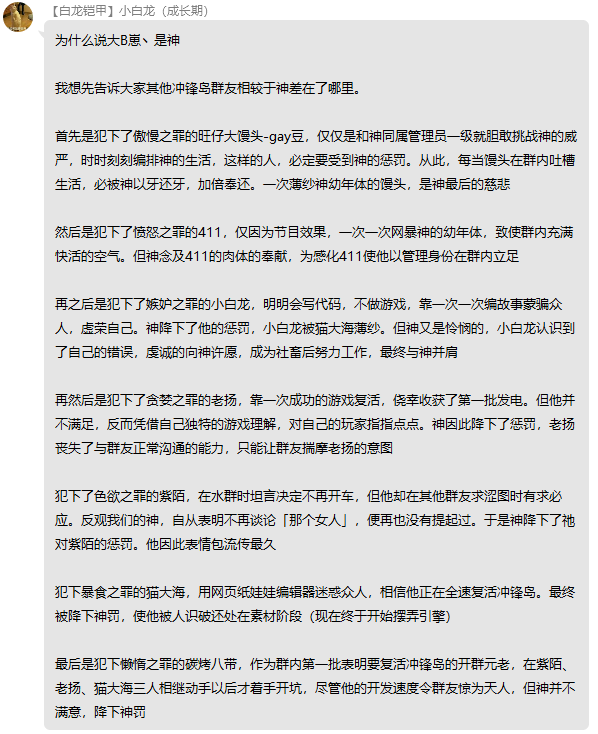 【白龙铠甲】小白龙（成长期）
为什么说大B崽丶是神
我想先告诉大家其他冲锋岛群友相较于神差在了哪里。
首先是犯下了傲慢之罪的旺仔大馒头-gay豆，仅仅是和神同属管理员一级就胆敢挑战神的威
严，时时刻刻编排神的生活，这样的人，必定要受到神的惩罚。从此，每当馒头在群内吐槽
生活，必被神以牙还牙，加倍奉还。一次薄纱神幼年体的馒头，是神最后的慈悲
然后是犯下了愤怒之罪的411，仅因为节目效果，一次一次网暴神的幼年体，致使群内充满
快活的空气。但神念及411的肉体的奉献，为感化411使他以管理身份在群内立足
再之后是犯下了嫉妒之罪的小白龙，明明会写代码，不做游戏，靠一次一次编故事蒙骗众
人，虚荣自己。神降下了他的惩罚，小白龙被猫大海薄纱。但神又是怜悯的，小白龙认识到
了自己的错误，虔诚的向神许愿，成为社畜后努力工作，最终与神并肩
再然后是犯下了贪婪之罪的老扬，靠一次成功的游戏复活，侥幸收获了第一批发电。但他并
不满足，反而凭借自己独特的游戏理解，对自己的玩家指指点点。神因此降下了惩罚，老扬
丧失了与群友正常沟通的能力，只能让群友揣摩老扬的意图
犯下了色欲之罪的紫陌，在水群时坦言决定不再开车，但他却在其他群友求涩图时有求必
应。反观我们的神，自从表明不再谈论「那个女人」，便再也没有提起过。于是神降下了祂
对紫陌的惩罚。他因此表情包流传最久
犯下暴食之罪的猫大海，用网页纸娃娃编辑器迷惑众人，相信他正在全速复活冲锋岛。最终
被降下神罚，使他被人识破还处在素材阶段（现在终于开始摆弄引擎）
最后是犯下懒惰之罪的碳烤八带，作为群内第一批表明要复活冲锋岛的开群元老，在紫陌、
老扬、猫大海三人相继动手以后才着手开坑，尽管他的开发速度令群友惊为天人，但神并不
满意，降下神罚